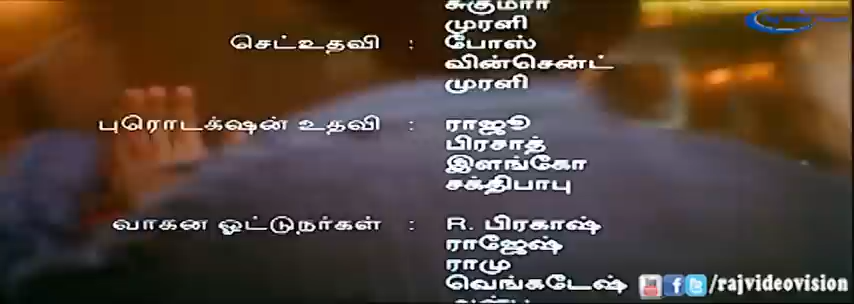 சுகுமார்
முரளி
செட்உதவி : போஸ்
வின்சென்ட்
முரளி
புரொடக்ஷன் உதவி : ராஜூ
பிரசாத்
இளங்கோ
சக்திபாபு
வாகன ஓட்டுநர்கள் : R. பிரகாஷ்
ராஜேஷ்
ராமு
வெங்கடேஷ்
/rajvideovision